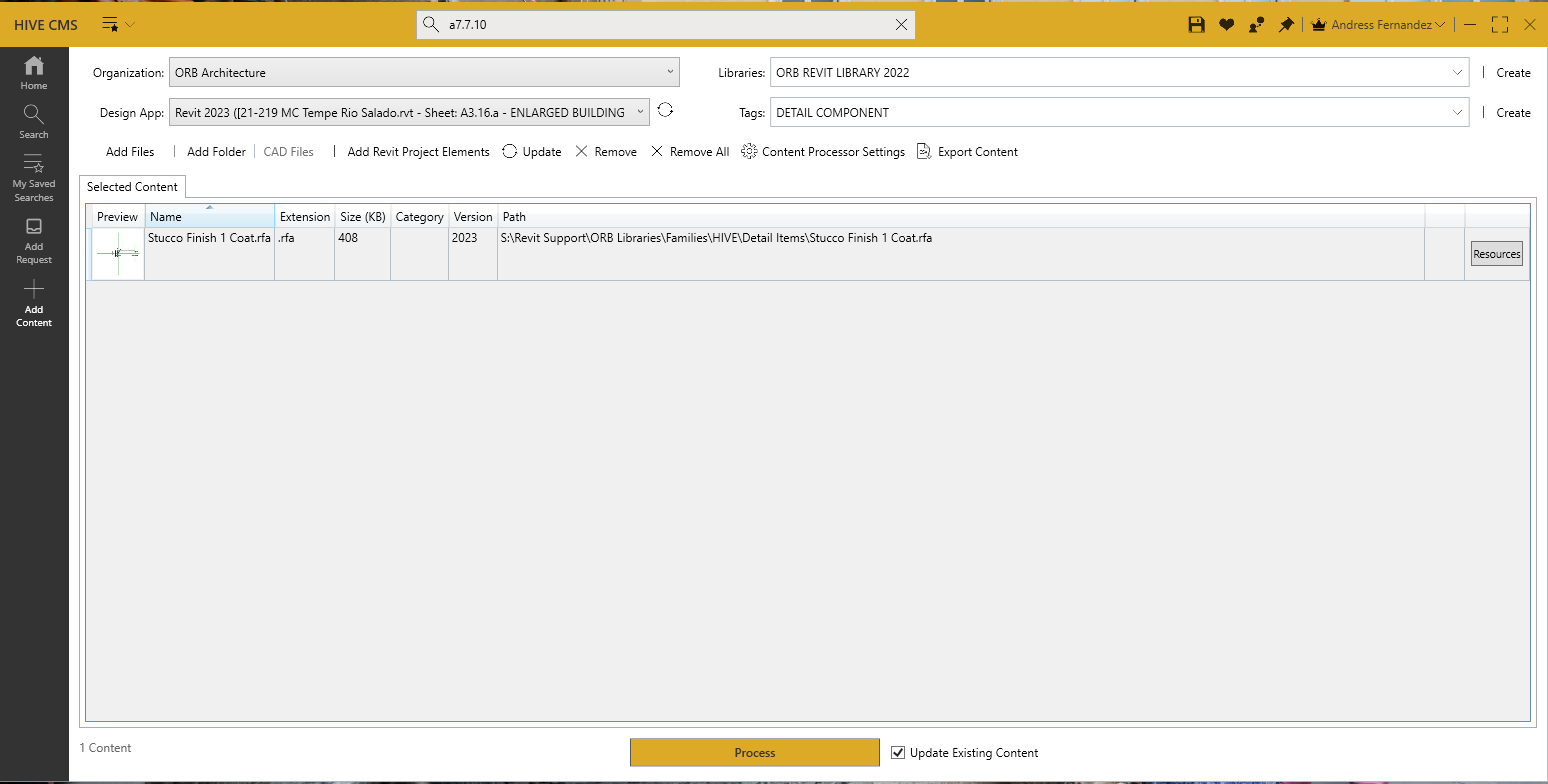 HIVE CMS
a7.7.10
Andress Fernandez
Home
Search
My Saved
Searches
Add
Request
Add
Content
Organization: ORB Architecture
Libraries: ORB REVIT LIBRARY 2022 | Create
Design App: Revit 2023 ([21-219 MC Tempe Rio Salado.rvt - Sheet: A3.16.a - ENLARGED BUILDING
Tags: DETAIL COMPONENT | Create
Add Files | Add Folder | CAD Files | Add Revit Project Elements Update Remove Remove All Content Processor Settings Export Content
Selected Content
Preview Name Extension Size (KB) Category Version Path
Stucco Finish 1 Coat.rfa .rfa 408 2023 S:\Revit Support\ORB Libraries\Families\HIVE\Detail Items\Stucco Finish 1 Coat.rfa
Resources
1 Content
Process
Update Existing Content